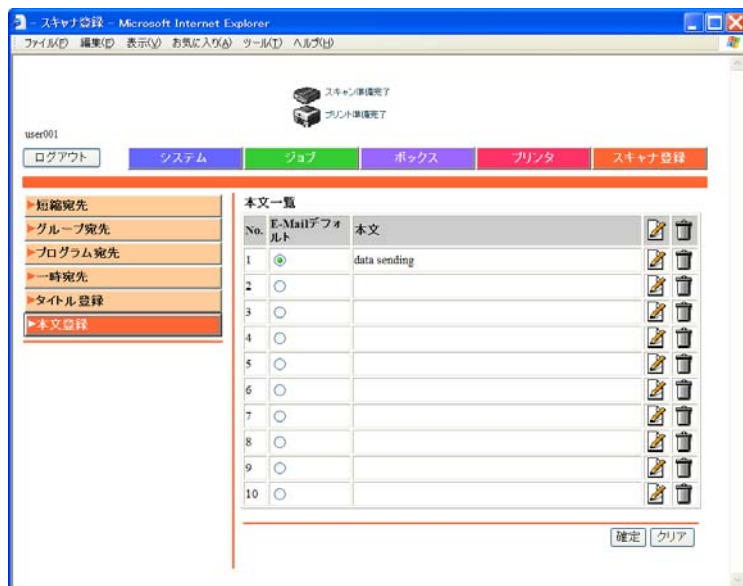 - スキャナ登録 - Microsoft Internet Explorer
ファイル(F) 編集(E) 表示(V) お気に入り(A) ツール(T) ヘルプ(H)
スキャン準備完了
プリント準備完了
user001
ログアウト システム ジョブ ボックス プリンタ スキャナ登録
短縮宛先
グループ宛先
プログラム宛先
一時宛先
タイトル登録
本文登録
本文一覧
No. E-Mailデフォルト 本文
1 data sending
2
3
4
5
6
7
8
9
10
確定 クリア